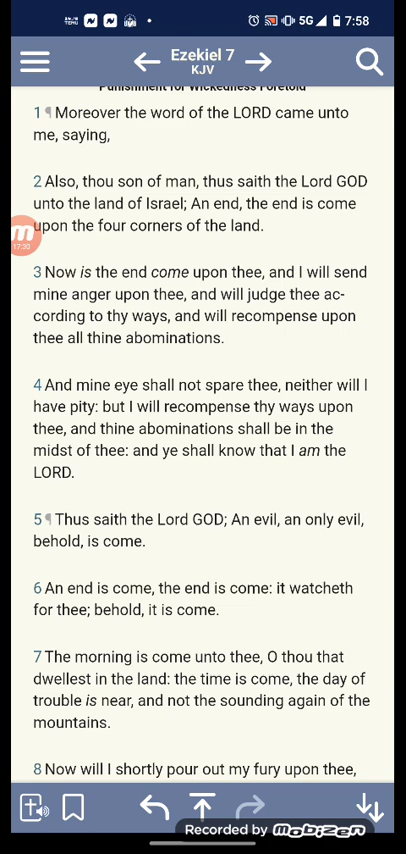 7:58
5G
Ezekiel 7
KJV
Punishment for Wickedness Foretold
1 ¶ Moreover the word of the LORD came unto
me, saying,
2 Also, thou son of man, thus saith the Lord GOD
unto the land of Israel; An end, the end is come
upon the four corners of the land.
17:30
3 Now is the end come upon thee, and I will send
mine anger upon thee, and will judge thee ac-
cording to thy ways, and will recompense upon
thee all thine abominations.
4 And mine eye shall not spare thee, neither will I
have pity: but I will recompense thy ways upon
thee, and thine abominations shall be in the
midst of thee: and ye shall know that I am the
LORD.
5 ¶ Thus saith the Lord GOD; An evil, an only evil,
behold, is come.
6 An end is come, the end is come: it watcheth
for thee; behold, it is come.
7 The morning is come unto thee, O thou that
dwellest in the land: the time is come, the day of
trouble is near, and not the sounding again of the
mountains.
8 Now will I shortly pour out my fury upon thee,
Recorded by mobizen